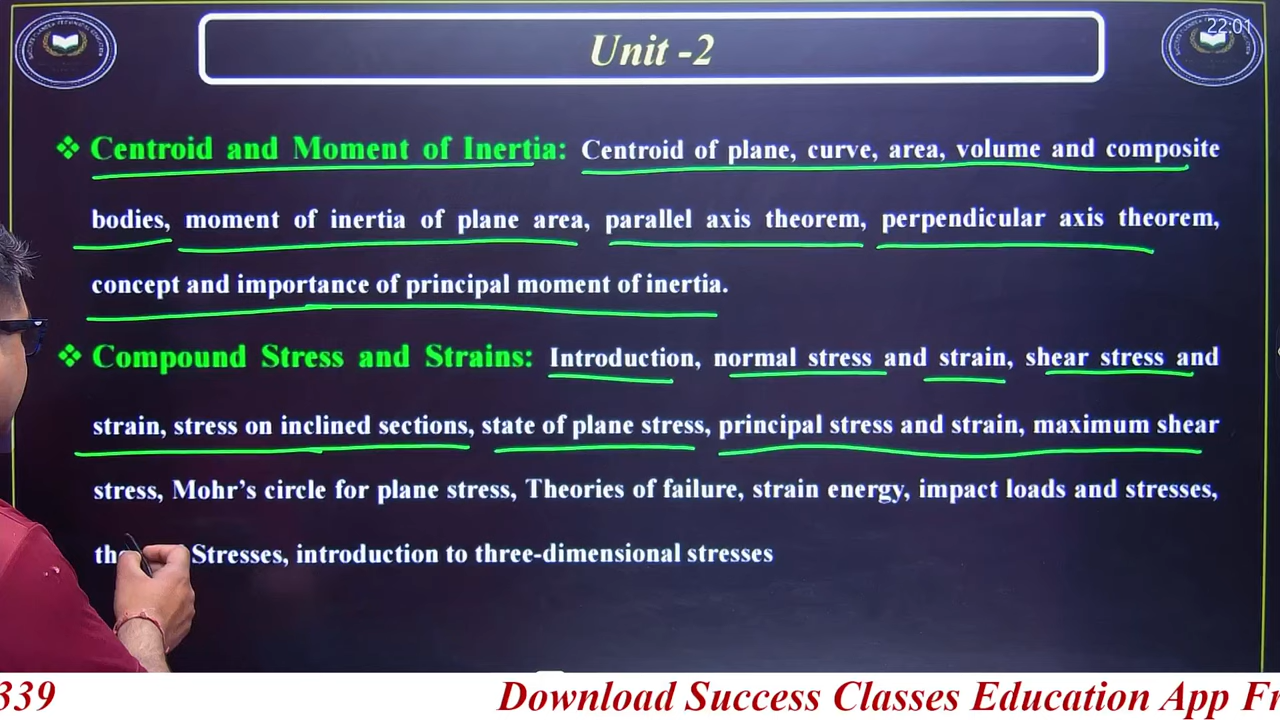 22:01
Unit -2
❖ Centroid and Moment of Inertia: Centroid of plane, curve, area, volume and composite
bodies, moment of inertia of plane area, parallel axis theorem, perpendicular axis theorem,
concept and importance of principal moment of inertia.
❖ Compound Stress and Strains: Introduction, normal stress and strain, shear stress and
strain, stress on inclined sections, state of plane stress, principal stress and strain, maximum shear
stress, Mohr's circle for plane stress, Theories of failure, strain energy, impact loads and stresses,
Stresses, introduction to three-dimensional stresses
339 Download Success Classes Education App